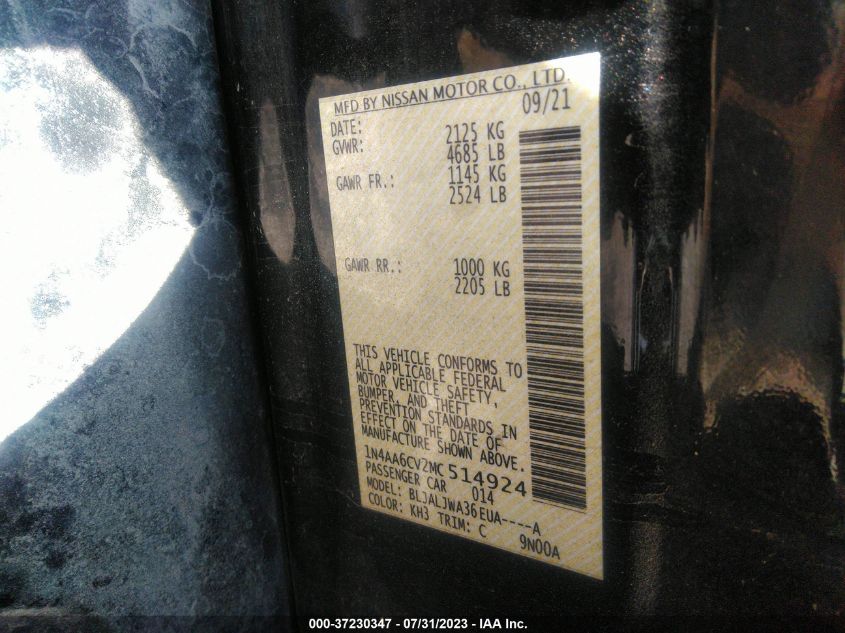 MFD BY NISSAN MOTOR CO., LTD.
DATE: 09/21
GVWR: 2125 KG
4685 LB
GAWR FR.: 1145 KG
2524 LB
GAWR RR.: 1000 KG
2205 LB
THIS VEHICLE CONFORMS TO
ALL APPLICABLE FEDERAL
MOTOR VEHICLE SAFETY,
BUMPER, AND THEFT
PREVENTION STANDARDS IN
EFFECT ON THE DATE OF
MANUFACTURE SHOWN ABOVE.
1N4AA6CV2MC514924
PASSENGER CAR 014
MODEL: BLJALJWA36EUA----A
COLOR: KH3 TRIM: C 9N00A
000-37230347 - 07/31/2023 - IAA Inc.